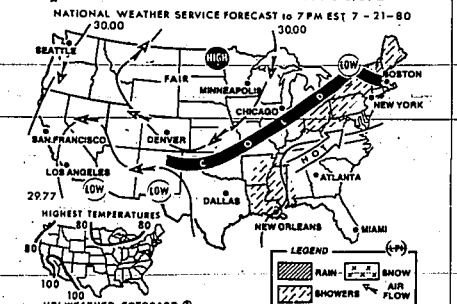 NATIONAL WEATHER SERVICE FORECAST to 7 PM EST 7 - 21 - 80
30.00
30.00
SEATTLE
HIGH
LOW
FAIR
BOSTON
MINNEAPOLIS
NEW YORK
CHICAGO
SAN FRANCISCO
DENVER
COLD
HOT
LOS ANGELES
ATLANTA
29.77
LOW
LOW
DALLAS
HIGHEST TEMPERATURES
NEW ORLEANS
MIAMI
80
80
80
100
100
LEGEND
RAIN
SNOW
SHOWERS
AIR
FLOW